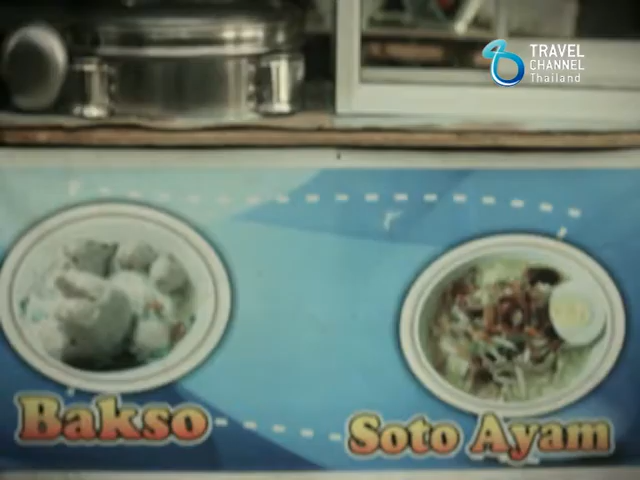 TRAVEL
CHANNEL
Thailand
Bakso
Soto Ayam